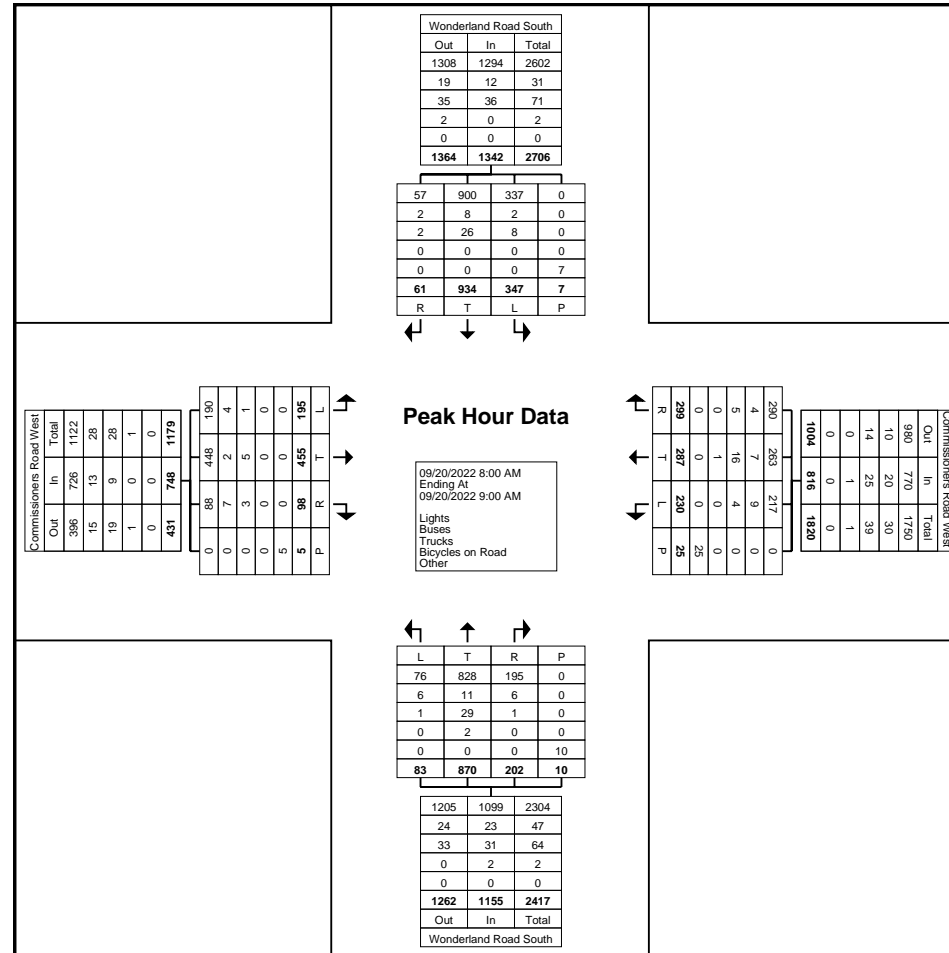 Wonderland Road South
Out In Total
1308 1294 2602
19 12 31
35 36 71
2 0 2
0 0 0
1364 1342 2706
57 900 337 0
2 8 2 0
2 26 8 0
0 0 0 0
0 0 0 7
61 934 347 7
R T L P
Commissioners Road West
Total In Out
1122 726 396
28 13 15
28 9 19
1 0 1
0 0 0
1179 748 431
190 448 88 0
4 2 7 0
1 5 3 0
0 0 0 0
0 0 0 5
195 455 98 5
L T R P
Peak Hour Data
09/20/2022 8:00 AM
Ending At
09/20/2022 9:00 AM
Lights
Buses
Trucks
Bicycles on Road
Other
R T L P
299 287 230 25
0 0 0 25
0 1 0 0
5 16 4 0
4 7 9 0
290 263 217 0
Commissioners Road West
Out In Total
980 770 1750
10 20 30
14 25 39
0 1 1
0 0 0
1004 816 1820
L T R P
76 828 195 0
6 11 6 0
1 29 1 0
0 2 0 0
0 0 0 10
83 870 202 10
1205 1099 2304
24 23 47
33 31 64
0 2 2
0 0 0
1262 1155 2417
Out In Total
Wonderland Road South